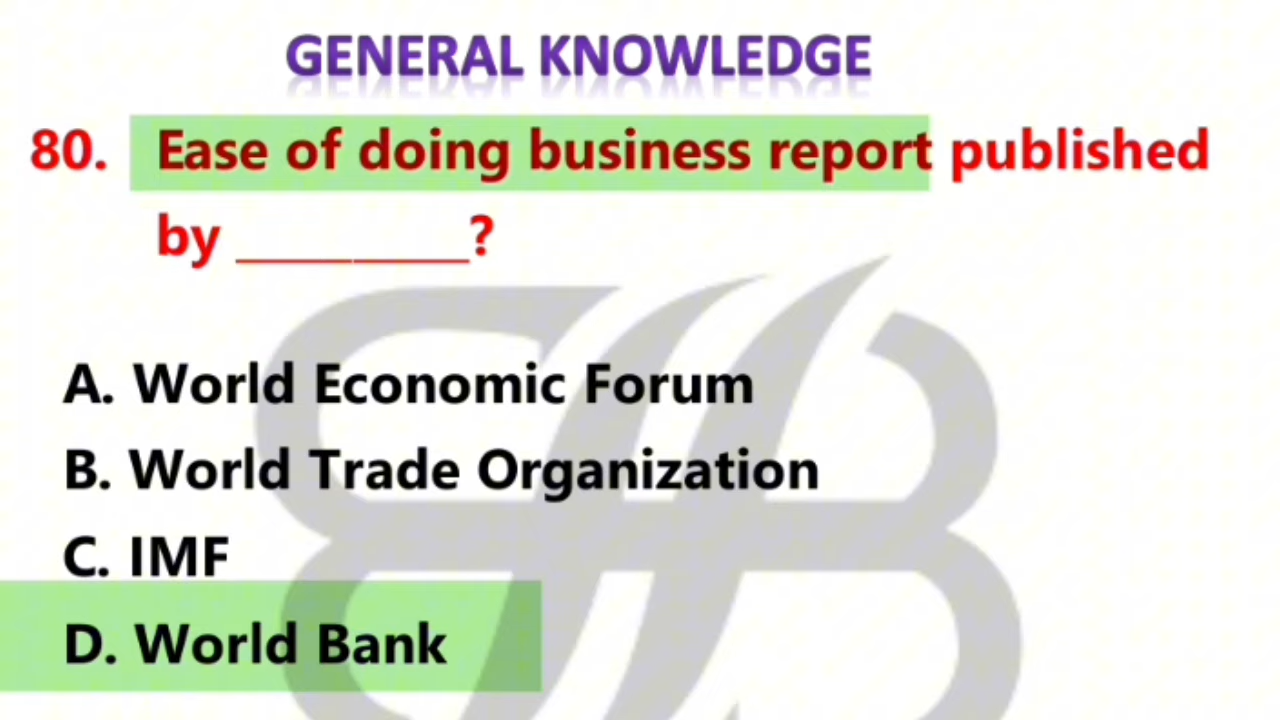 GENERAL KNOWLEDGE
80. Ease of doing business report published
by __________?
A. World Economic Forum
B. World Trade Organization
C. IMF
D. World Bank